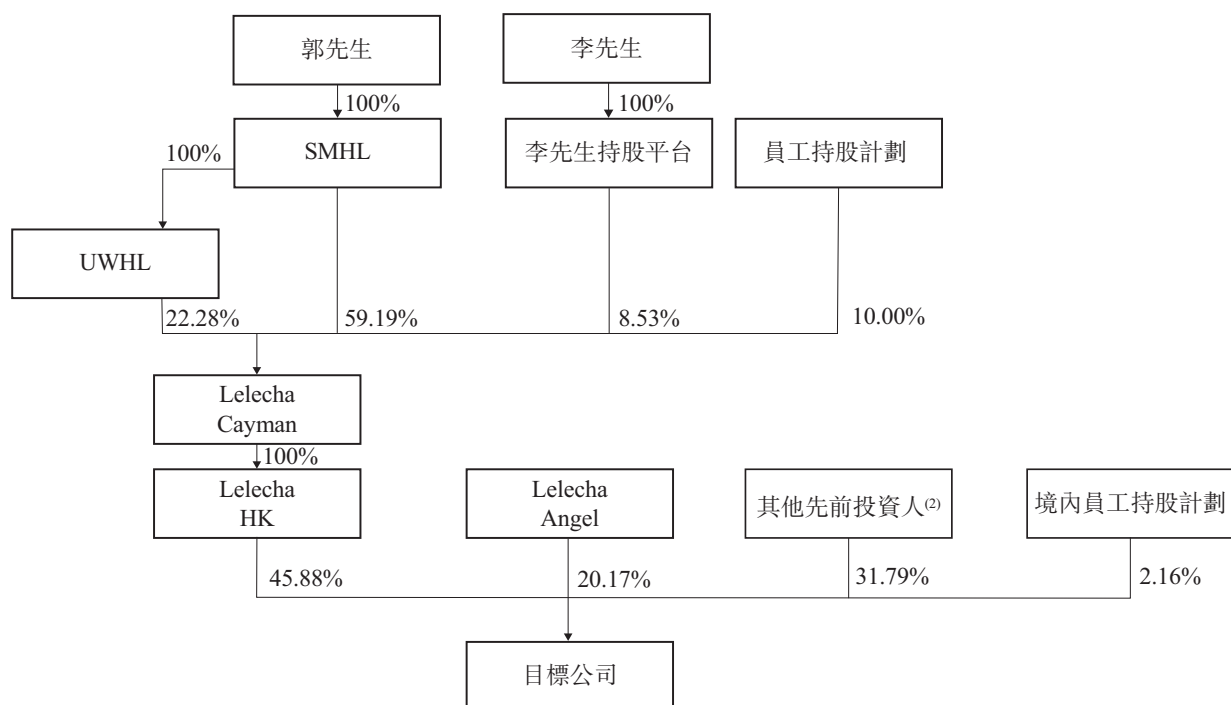 郭先生
李先生
100%
100%
100%
SMHL
李先生持股平台
員工持股計劃
UWHL
22.28%
59.19%
8.53%
10.00%
Lelecha
Cayman
100%
Lelecha
HK
Lelecha
Angel
其他先前投資人(2)
境內員工持股計劃
45.88%
20.17%
31.79%
2.16%
目標公司